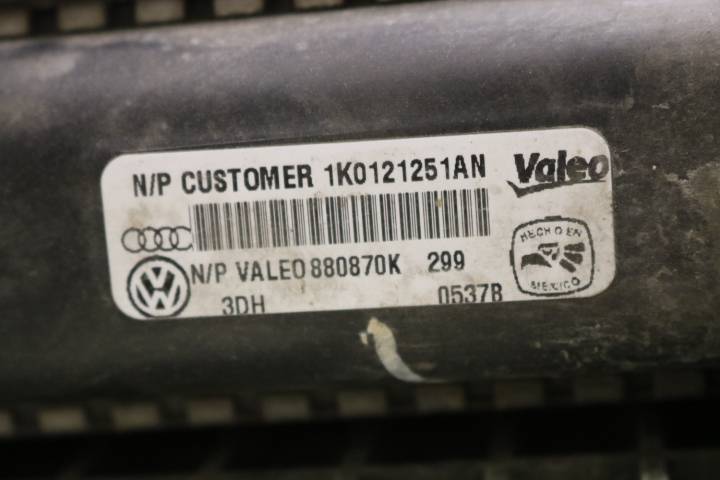 N/P CUSTOMER 1K0121251AN
Valeo
N/P VALEO 880870K 299
3DH 0537B
HECHO EN
MEXICO